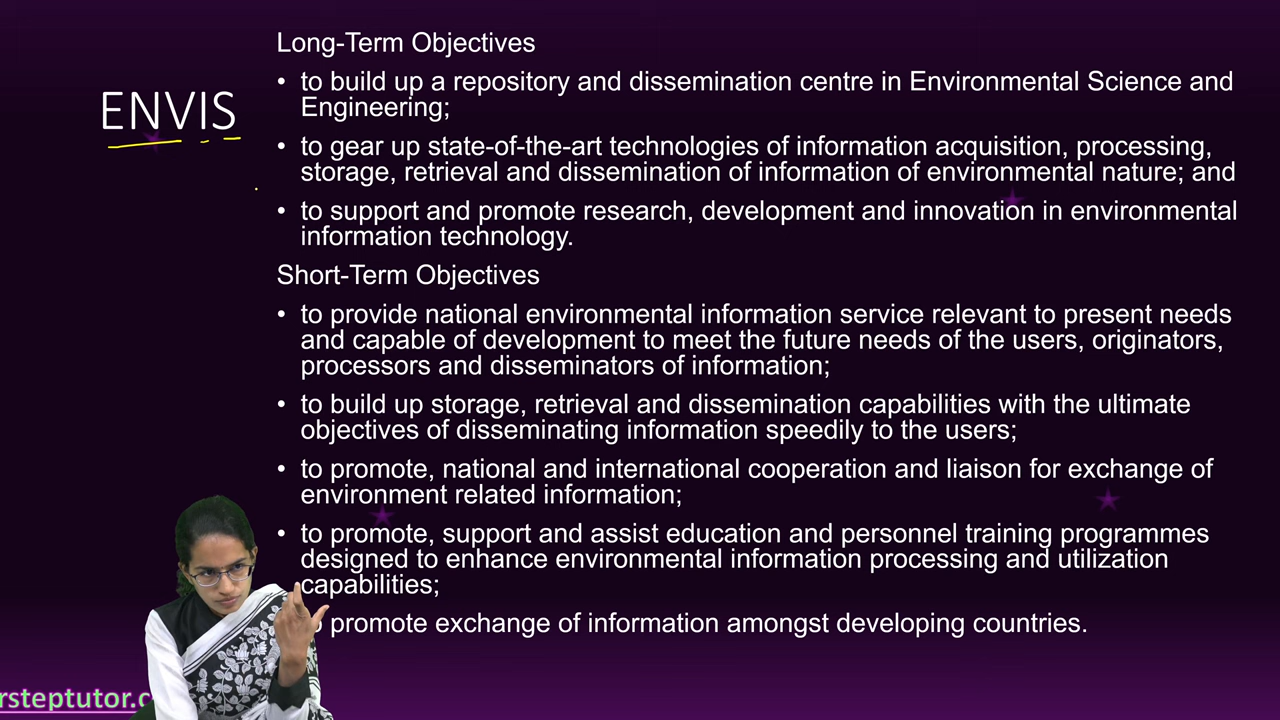 ENVIS
Long-Term Objectives
• to build up a repository and dissemination centre in Environmental Science and
Engineering;
• to gear up state-of-the-art technologies of information acquisition, processing,
storage, retrieval and dissemination of information of environmental nature; and
• to support and promote research, development and innovation in environmental
information technology.
Short-Term Objectives
• to provide national environmental information service relevant to present needs
and capable of development to meet the future needs of the users, originators,
processors and disseminators of information;
• to build up storage, retrieval and dissemination capabilities with the ultimate
objectives of disseminating information speedily to the users;
• to promote, national and international cooperation and liaison for exchange of
environment related information;
• to promote, support and assist education and personnel training programmes
designed to enhance environmental information processing and utilization
capabilities;
promote exchange of information amongst developing countries.
rsteptutor.c